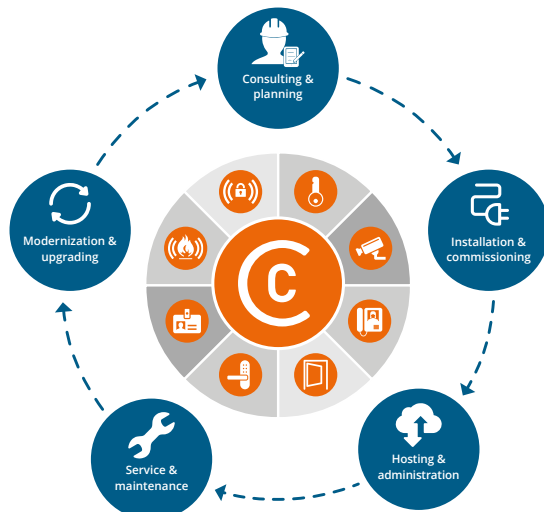 Consulting &
planning
Installation &
commissioning
Hosting &
administration
Service &
maintenance
Modernization &
upgrading
C